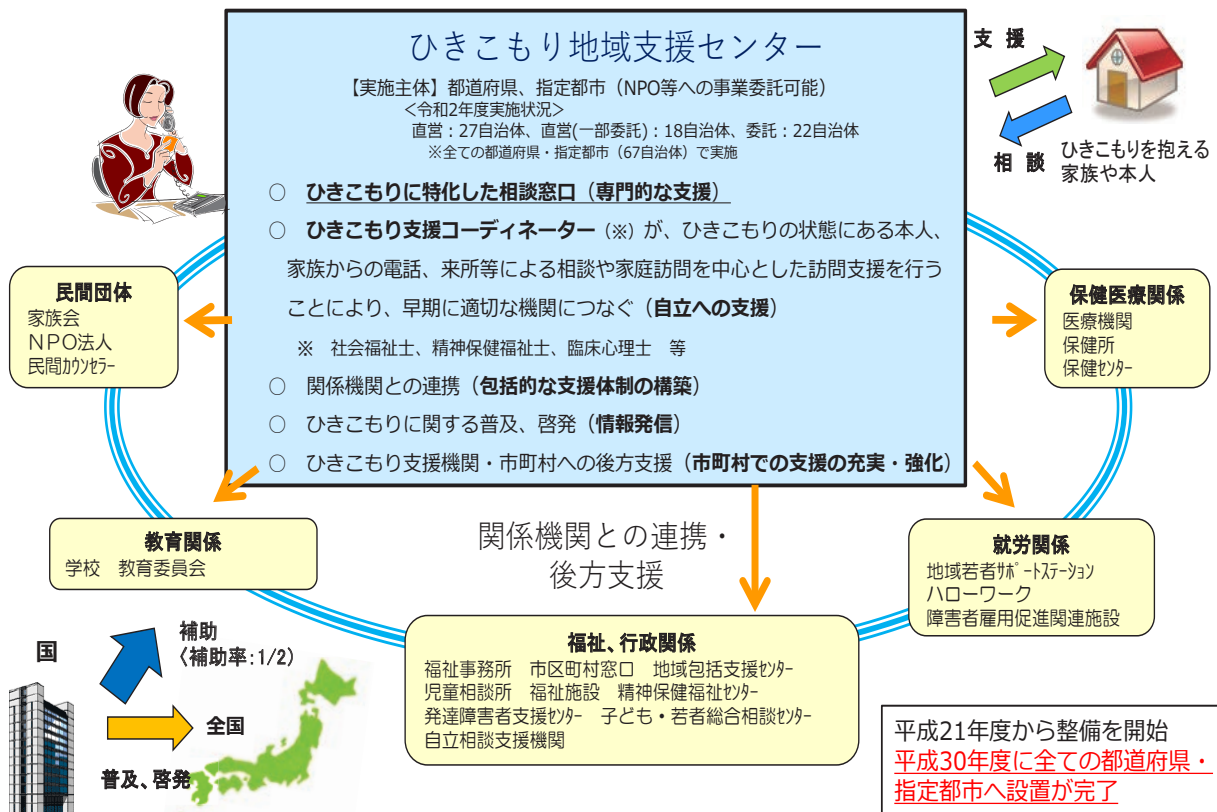 ひきこもり地域支援センター
【実施主体】都道府県、指定都市（NPO等への事業委託可能）
＜令和2年度実施状況＞
直営：27自治体、直営(一部委託)：18自治体、委託：22自治体
※全ての都道府県・指定都市（67自治体）で実施
○ ひきこもりに特化した相談窓口（専門的な支援）
○ ひきこもり支援コーディネーター（※）が、ひきこもりの状態にある本人、
家族からの電話、来所等による相談や家庭訪問を中心とした訪問支援を行う
ことにより、早期に適切な機関につなぐ（自立への支援）
※ 社会福祉士、精神保健福祉士、臨床心理士 等
○ 関係機関との連携（包括的な支援体制の構築）
○ ひきこもりに関する普及、啓発（情報発信）
○ ひきこもり支援機関・市町村への後方支援（市町村での支援の充実・強化）
支 援
相 談
ひきこもりを抱える
家族や本人
民間団体
家族会
ＮＰＯ法人
民間ｶｳﾝｾﾗｰ
保健医療関係
医療機関
保健所
保健ｾﾝﾀｰ
教育関係
学校 教育委員会
関係機関との連携・
後方支援
就労関係
地域若者ｻﾎﾟｰﾄｽﾃｰｼｮﾝ
ハローワーク
障害者雇用促進関連施設
福祉、行政関係
福祉事務所 市区町村窓口 地域包括支援ｾﾝﾀｰ
児童相談所 福祉施設 精神保健福祉ｾﾝﾀｰ
発達障害者支援ｾﾝﾀｰ 子ども・若者総合相談ｾﾝﾀｰ
自立相談支援機関
国
補助
〈補助率：1/2）
全国
普及、啓発
平成21年度から整備を開始
平成30年度に全ての都道府県・
指定都市へ設置が完了